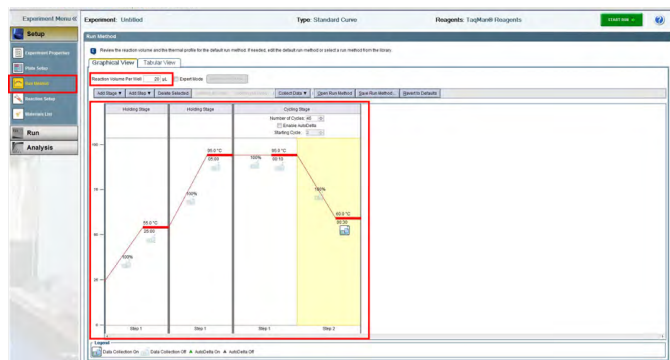 Experiment Menu «
Experiment: Untitled
Type: Standard Curve
Reagents: TaqMan® Reagents
START RUN
Setup
Run Method
Experiment Properties
Review the reaction volume and the thermal profile for the default run method. If needed, edit the default run method or select a run method from the library.
Plate Setup
Graphical View
Tabular View
Run Method
Reaction Volume Per Well: 20 µL
Expert Mode
Reaction Setup
Add Stage ▼
Add Step ▼
Delete Selected
Collect Data ▼
Open Run Method
Save Run Method...
Revert to Defaults
Materials List
Holding Stage
Holding Stage
Cycling Stage
Number of Cycles: 45
Enable AutoDelta
Starting Cycle:
Run
Analysis
95.0 °C
05:00
95.0 °C
00:10
100%
100%
100%
55.0 °C
20:00
60.0 °C
00:30
100%
Step 1
Step 1
Step 1
Step 2
Legend
Data Collection On
Data Collection Off
AutoDelta On
AutoDelta Off